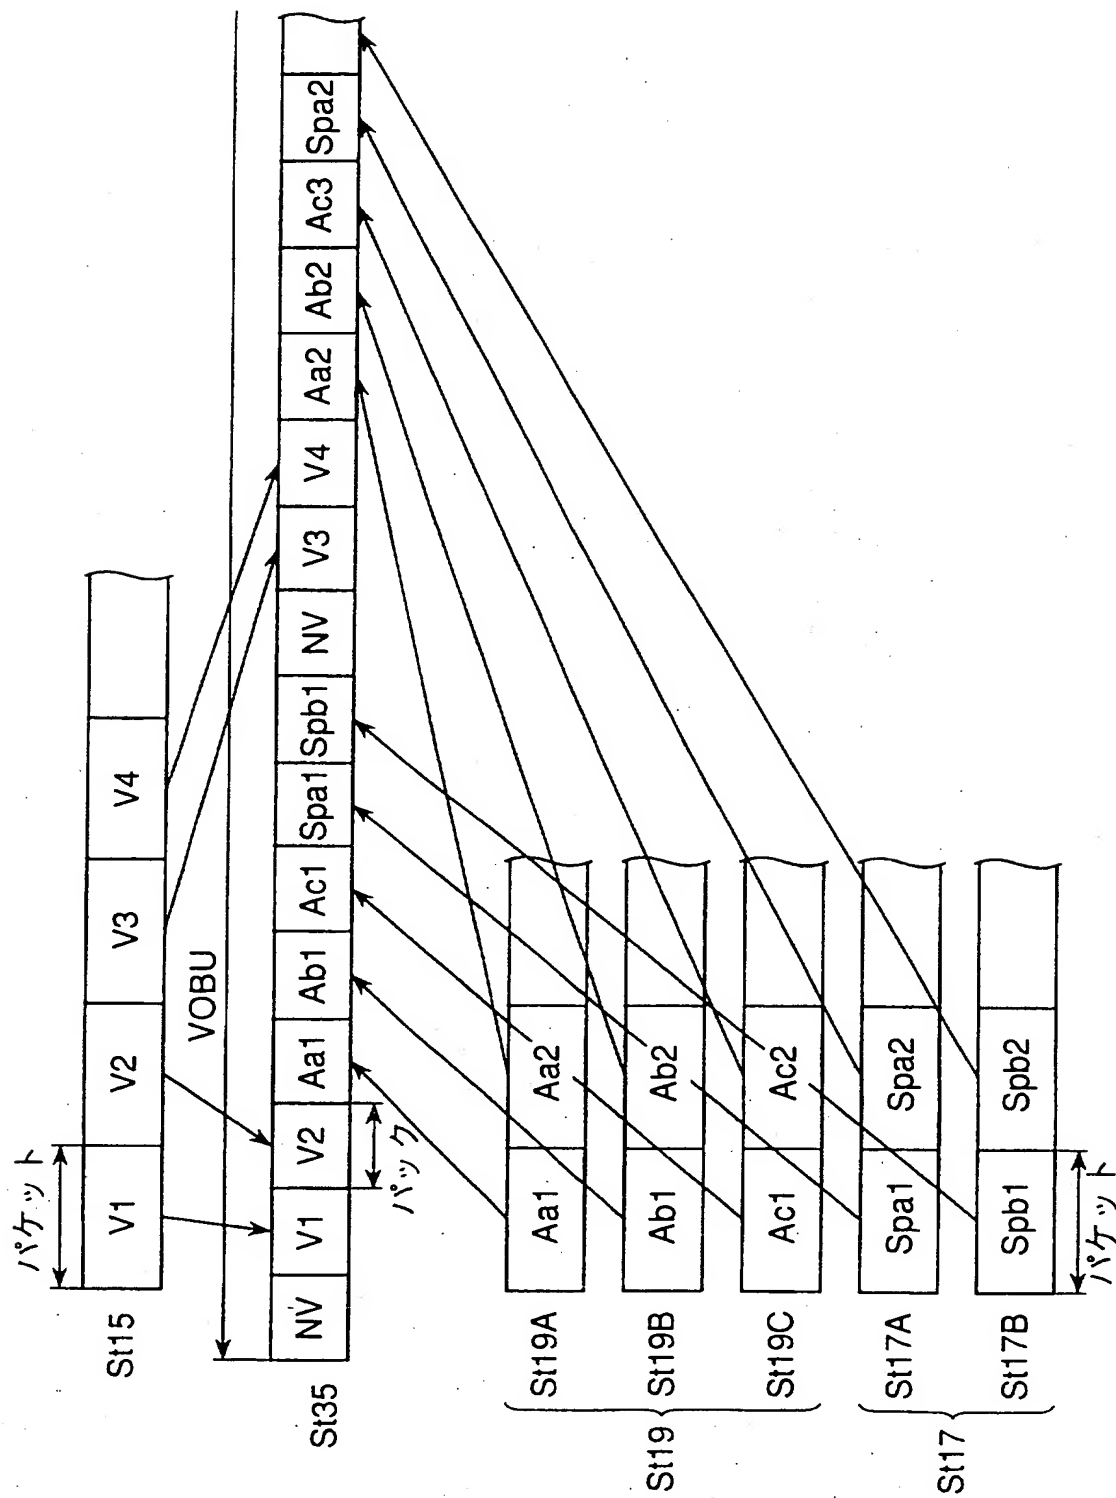 パケット
St15
V1
V2
V3
V4
VOBU
St35
NV
V1
V2
Aa1
Ab1
Ac1
Spa1
Spb1
NV
V3
V4
Aa2
Ab2
Ac3
Spa2
パック
St19
St19A
Aa1
Aa2
St19B
Ab1
Ab2
St19C
Ac1
Ac2
St17
St17A
Spa1
Spa2
St17B
Spb1
Spb2
パケット